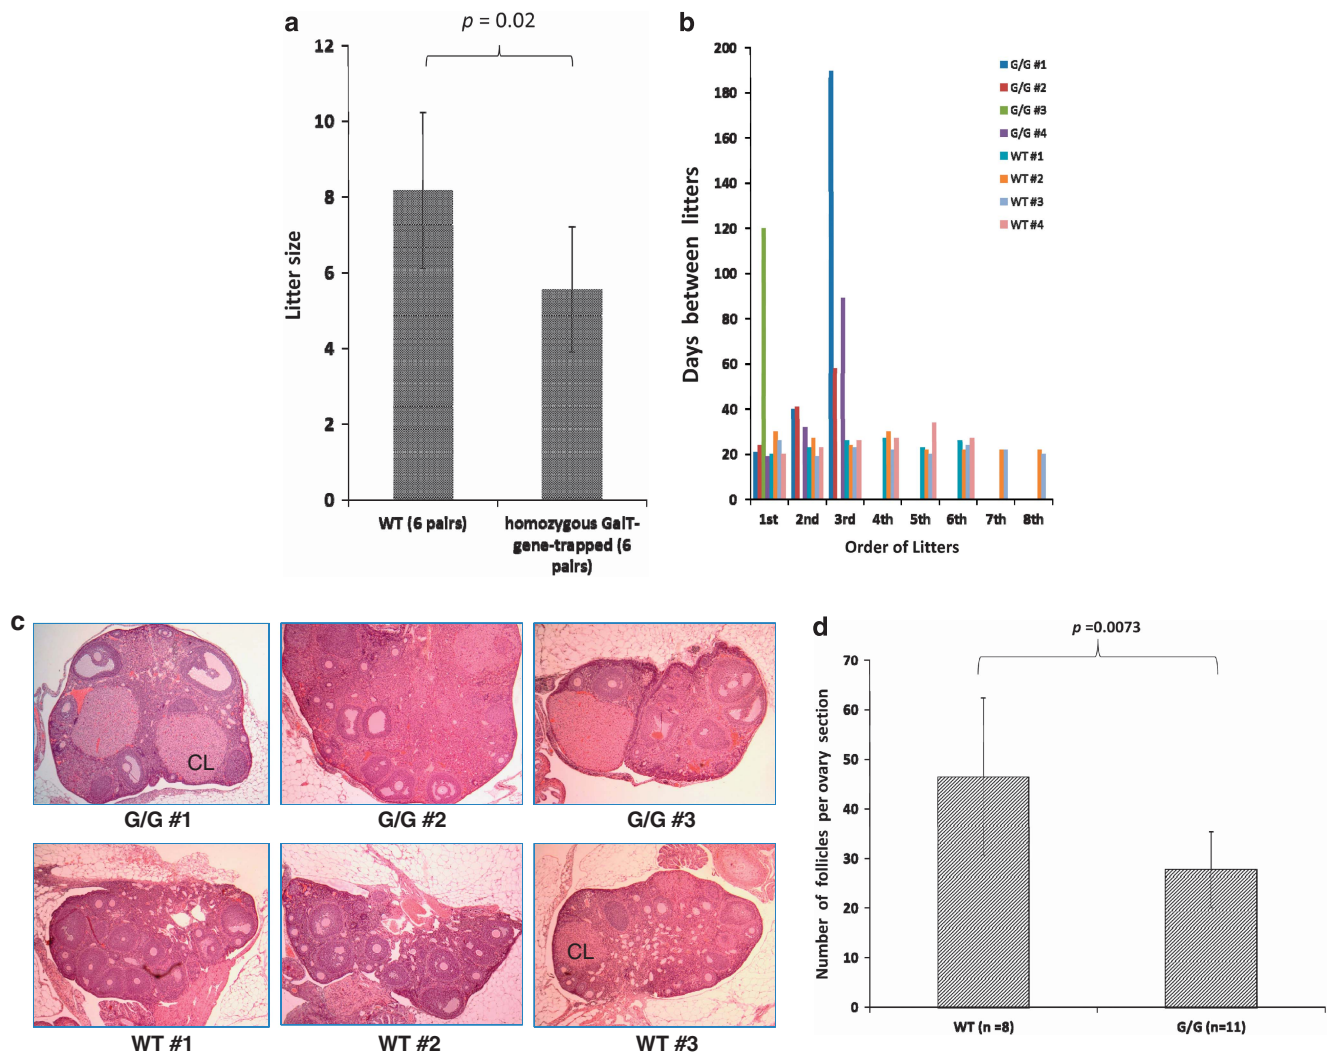 a
p = 0.02
12
10
8
6
4
2
0
Litter size
WT (6 pairs)
homozygous GalT-
gene-trapped (6
pairs)
b
200
180
160
140
120
100
80
60
40
20
0
Days between litters
G/G #1
G/G #2
G/G #3
G/G #4
WT #1
WT #2
WT #3
WT #4
1st 2nd 3rd 4th 5th 6th 7th 8th
Order of Litters
c
CL
G/G #1 G/G #2 G/G #3
CL
WT #1 WT #2 WT #3
d
p =0.0073
70
60
50
40
30
20
10
0
Number of follicles per ovary section
WT (n =8) G/G (n=11)